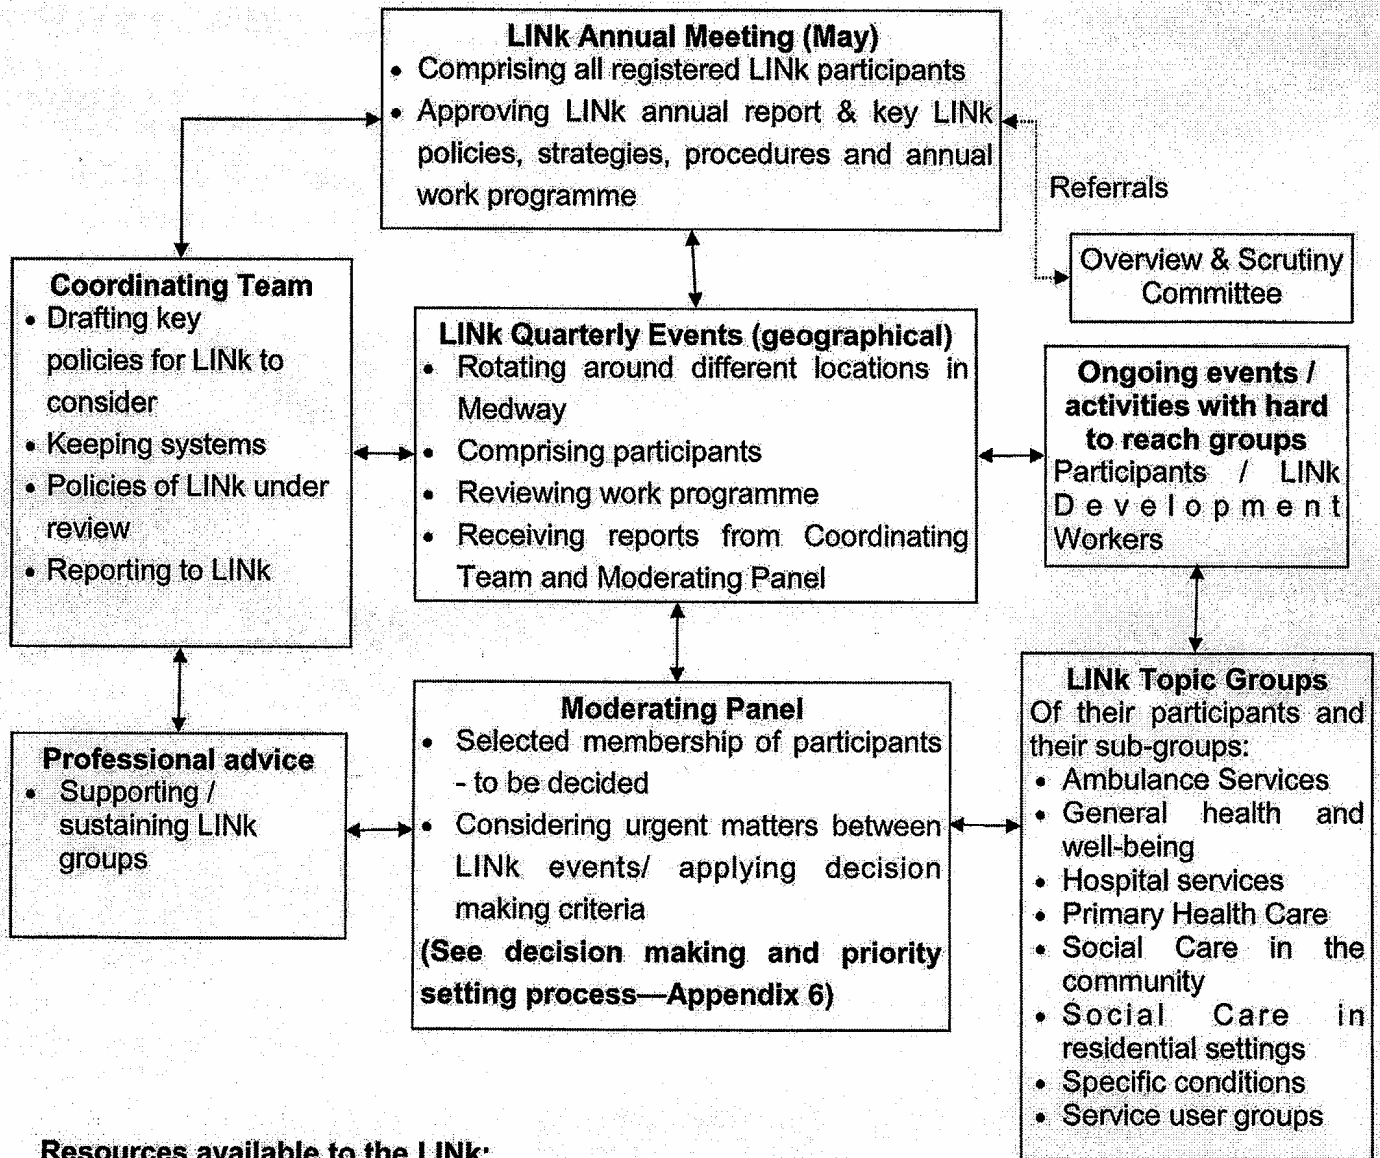 LINk Annual Meeting (May)
• Comprising all registered LINk participants
• Approving LINk annual report & key LINk
policies, strategies, procedures and annual
work programme
Referrals
Overview & Scrutiny
Committee
Coordinating Team
• Drafting key
policies for LINk to
consider
• Keeping systems
• Policies of LINk under
review
• Reporting to LINk
LINk Quarterly Events (geographical)
• Rotating around different locations in
Medway
• Comprising participants
• Reviewing work programme
• Receiving reports from Coordinating
Team and Moderating Panel
Ongoing events /
activities with hard
to reach groups
Participants / LINk
Development
Workers
Professional advice
• Supporting /
sustaining LINk
groups
Moderating Panel
• Selected membership of participants
- to be decided
• Considering urgent matters between
LINk events/ applying decision
making criteria
(See decision making and priority
setting process—Appendix 6)
LINk Topic Groups
Of their participants and
their sub-groups:
• Ambulance Services
• General health and
well-being
• Hospital services
• Primary Health Care
• Social Care in the
community
• Social Care in
residential settings
• Specific conditions
• Service user groups
Resources available to the LINk: